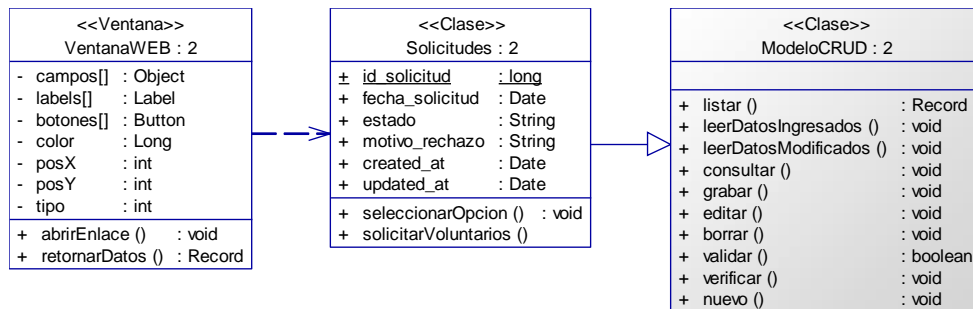 <<Ventana>>
VentanaWEB : 2
- campos[] : Object
- labels[] : Label
- botones[] : Button
- color : Long
- posX : int
- posY : int
- tipo : int
+ abrirEnlace () : void
+ retornarDatos () : Record
<<Clase>>
Solicitudes : 2
+ id_solicitud : long
+ fecha_solicitud : Date
+ estado : String
+ motivo_rechazo : String
+ created_at : Date
+ updated_at : Date
+ seleccionarOpcion () : void
+ solicitarVoluntarios ()
<<Clase>>
ModeloCRUD : 2
+ listar () : Record
+ leerDatosIngresados () : void
+ leerDatosModificados () : void
+ consultar () : void
+ grabar () : void
+ editar () : void
+ borrar () : void
+ validar () : boolean
+ verificar () : void
+ nuevo () : void